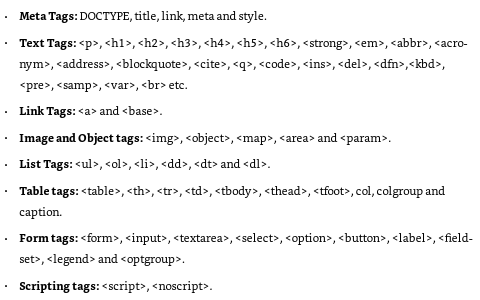 · Meta Tags: DOCTYPE, title, link, meta and style.
· Text Tags: <p>, <h1>, <h2>, <h3>, <h4>, <h5>, <h6>, <strong>, <em>, <abbr>, <acro-
nym>, <address>, <blockquote>, <cite>, <q>, <code>, <ins>, <del>, <dfn>,<kbd>,
<pre>, <samp>, <var>, <br> etc.
· Link Tags: <a> and <base>.
· Image and Object tags: <img>, <object>, <map>, <area> and <param>.
· List Tags: <ul>, <ol>, <li>, <dd>, <dt> and <dl>.
· Table tags: <table>, <th>, <tr>, <td>, <tbody>, <thead>, <tfoot>, col, colgroup and
caption.
· Form tags: <form>, <input>, <textarea>, <select>, <option>, <button>, <label>, <field-
set>, <legend> and <optgroup>.
· Scripting tags: <script>, <noscript>.